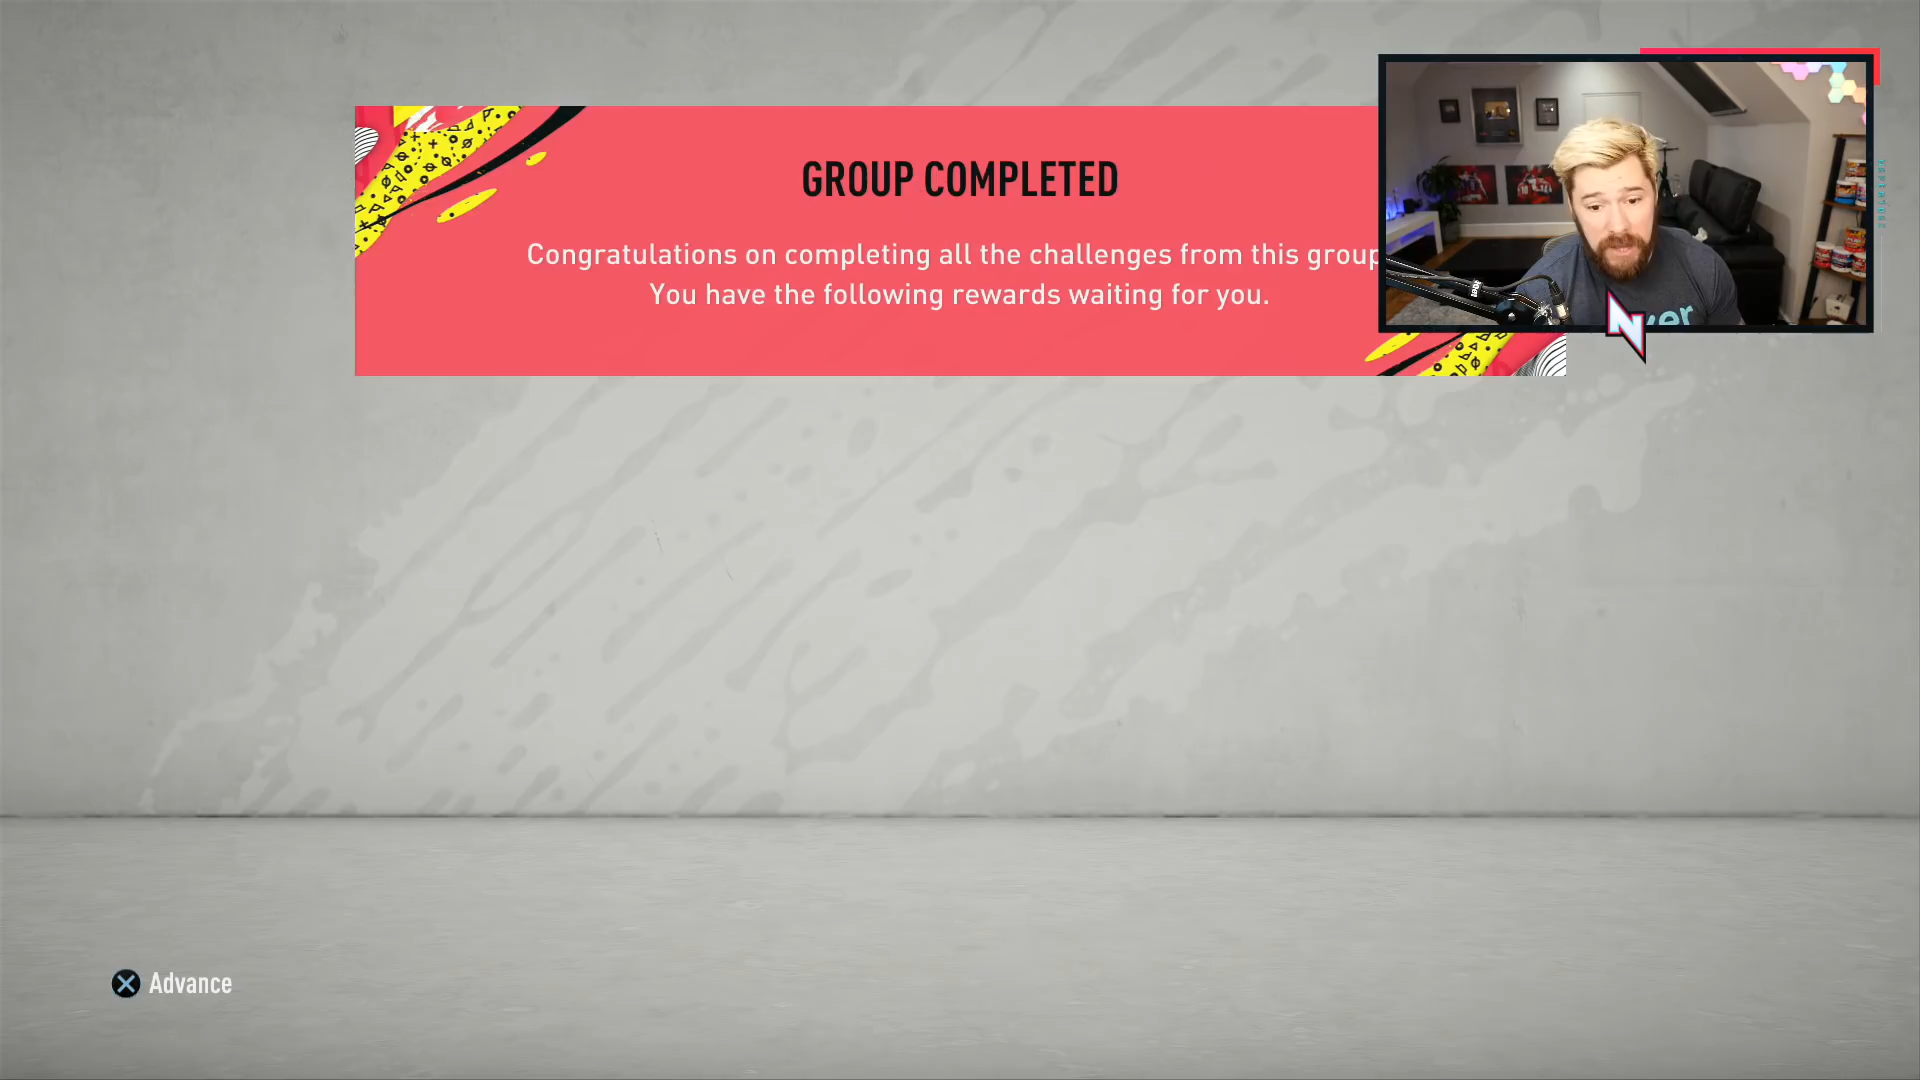 GROUP COMPLETED
Congratulations on completing all the challenges from this group
You have the following rewards waiting for you.
Advance